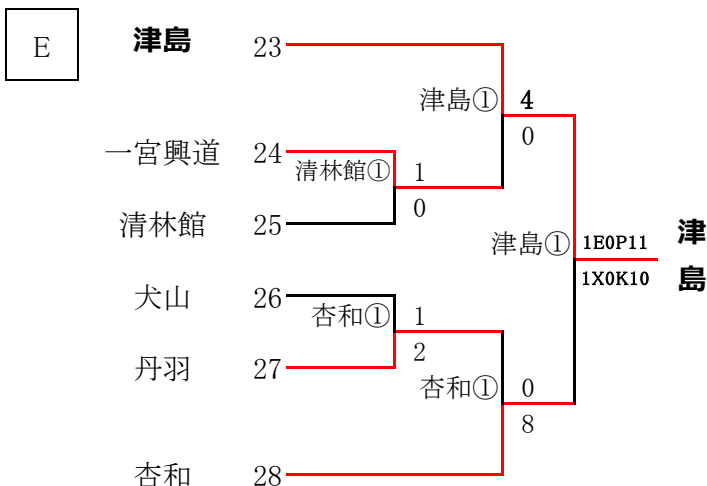 E
津島 23
津島① 4
0
一宮興道 24
清林館① 1
0
清林館 25
津島① 1E0P11
1X0K10
津島
犬山 26
杏和① 1
2
丹羽 27
杏和① 0
8
杏和 28